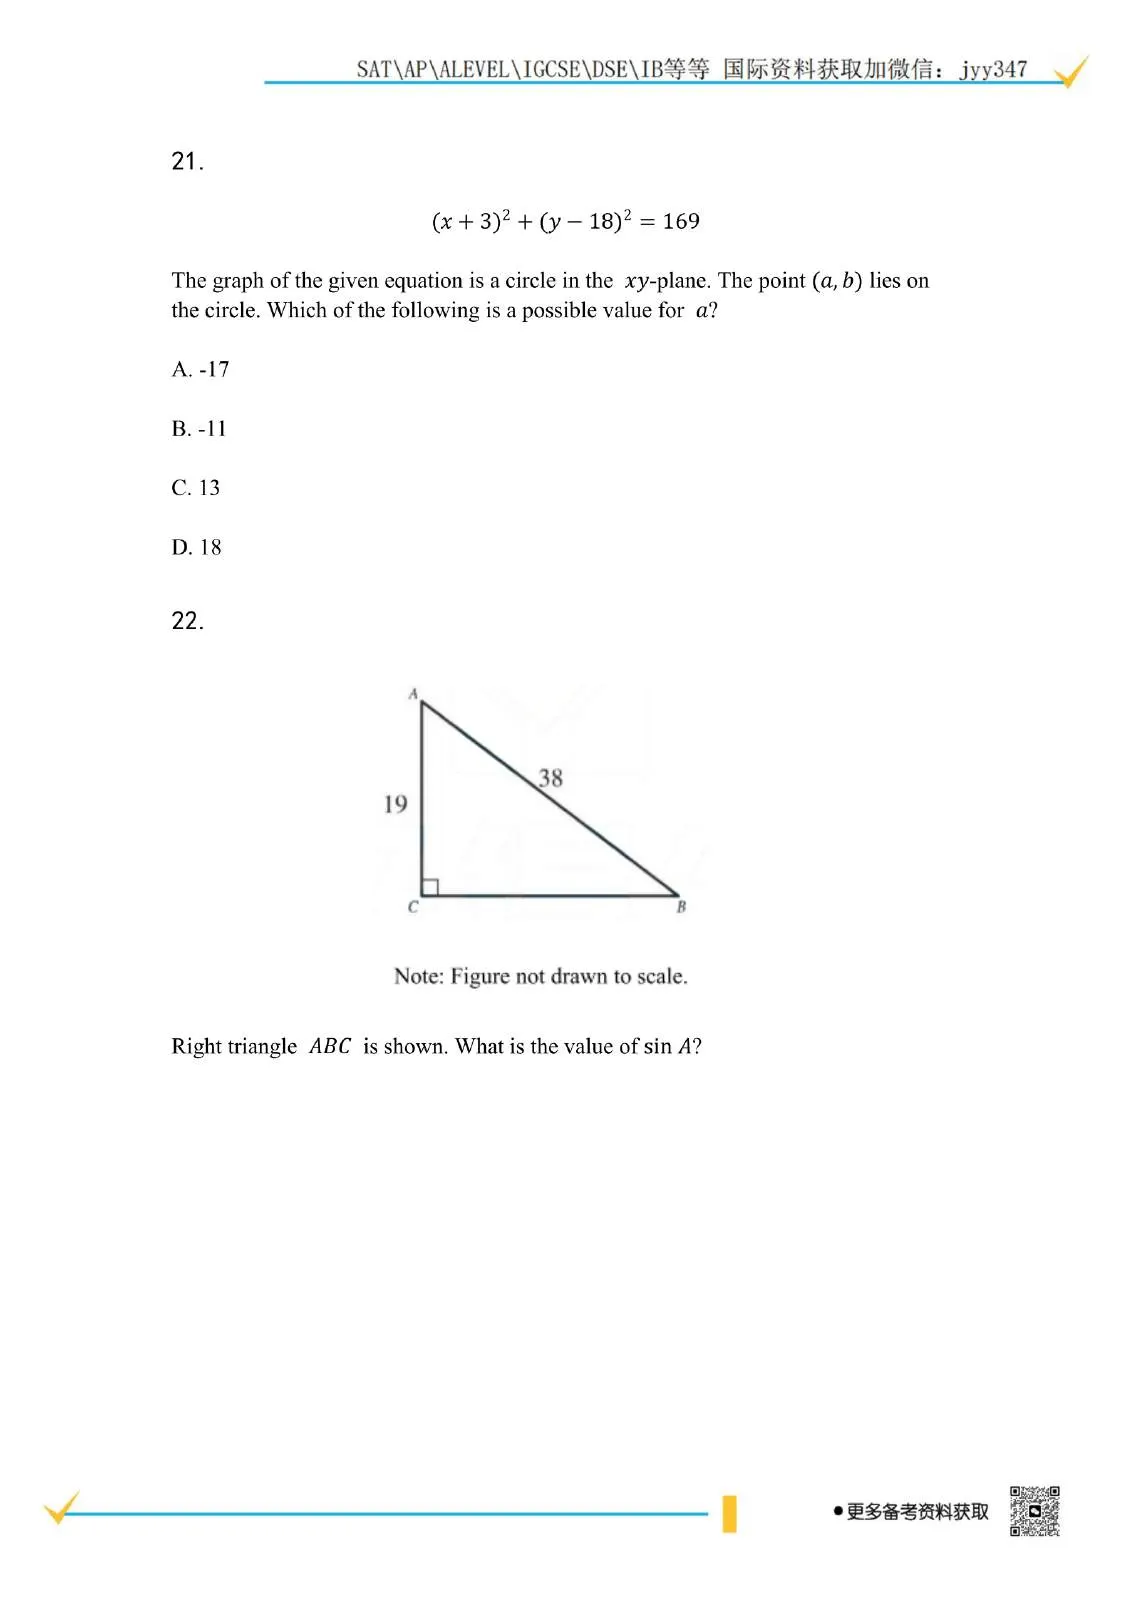 SAT\AP\ALEVEL\IGCSE\DSE\IB等等 国际资料获取加微信：jyy347
21.
(x + 3)² + (y − 18)² = 169
The graph of the given equation is a circle in the xy-plane. The point (a, b) lies on
the circle. Which of the following is a possible value for a?
A. -17
B. -11
C. 13
D. 18
22.
A
38
19
C
B
Note: Figure not drawn to scale.
Right triangle ABC is shown. What is the value of sin A?
●更多备考资料获取